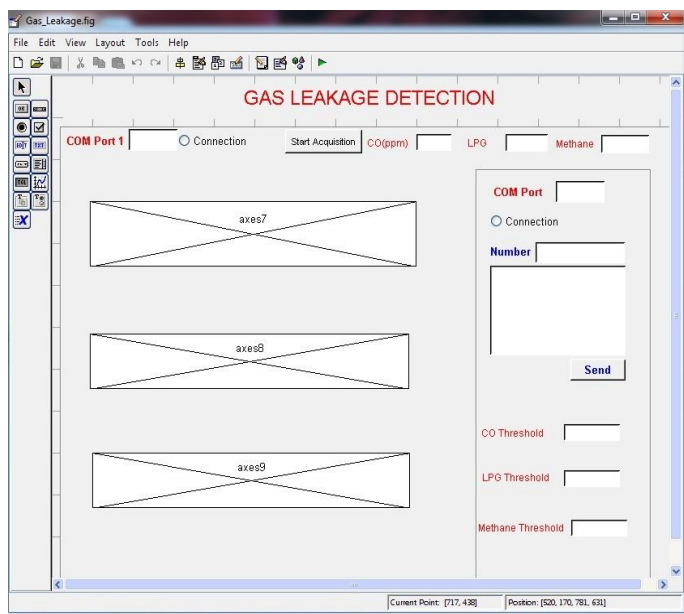 Gas_Leakage.fig
File Edit View Layout Tools Help
GAS LEAKAGE DETECTION
COM Port 1 Connection Start Acquisition CO(ppm) LPG Methane
COM Port
Connection
Number
Send
axes7
axes8
axes9
CO Threshold
LPG Threshold
Methane Threshold
Current Point: [717, 438] Position: [520, 170, 781, 631]